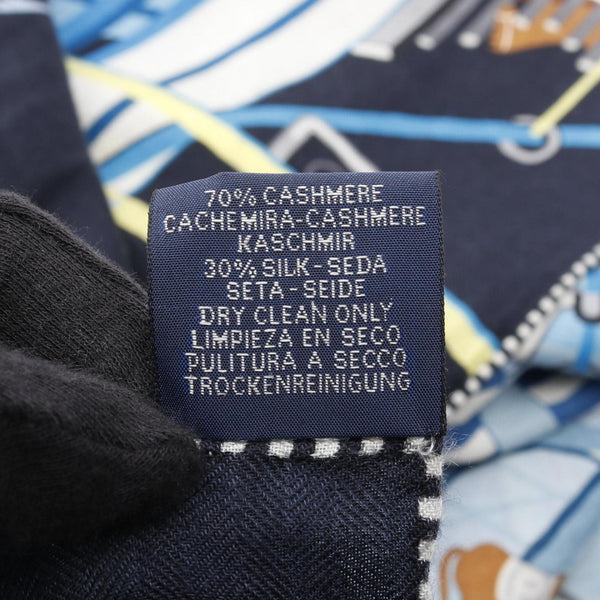 70% CASHMERE
CACHEMIRA-CASHMERE
KASCHMIR
30% SILK-SEDA
SETA-SEIDE
DRY CLEAN ONLY
LIMPIEZA EN SECO
PULITURA A SECCO
TROCKENREINIGUNG